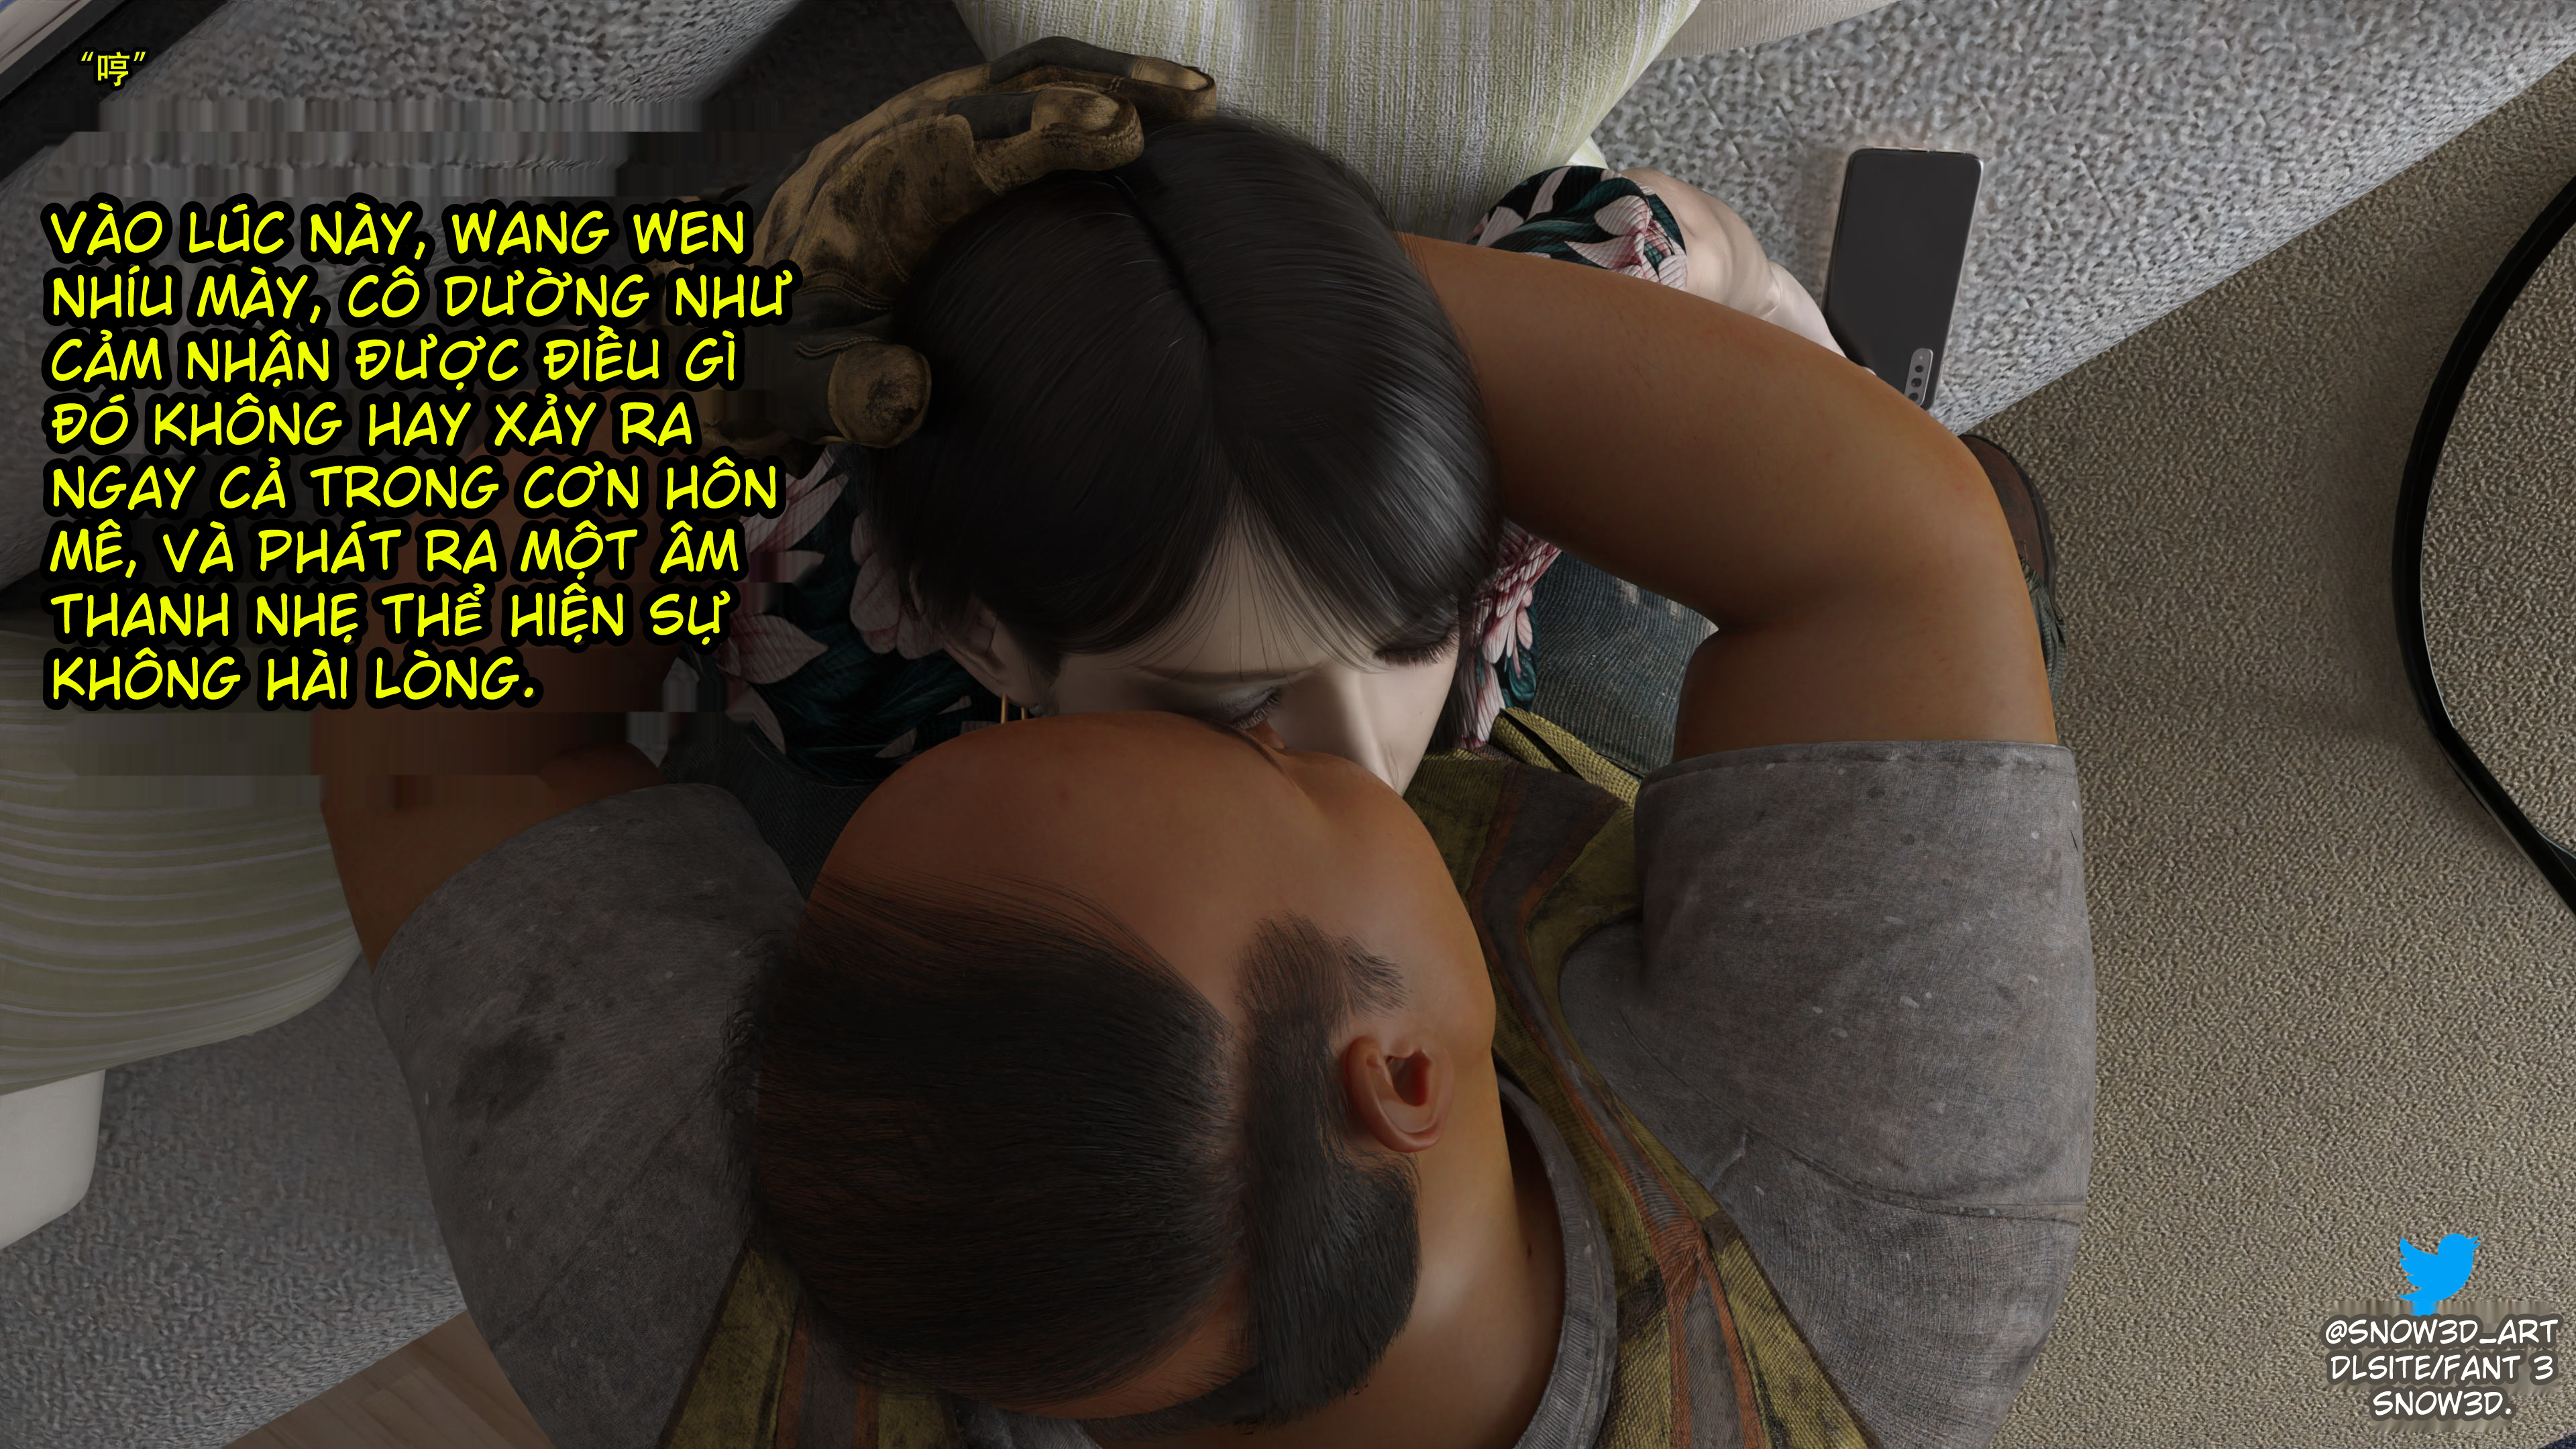 “哼”
VÀO LÚC NÀY, WANG WEN
NHÍU MÀY, CÔ DƯỜNG NHƯ
CẢM NHẬN ĐƯỢC ĐIỀU GÌ
ĐÓ KHÔNG HAY XẢY RA
NGAY CẢ TRONG CƠN HÔN
MÊ, VÀ PHÁT RA MỘT ÂM
THANH NHẸ THỂ HIỆN SỰ
KHÔNG HÀI LÒNG.
@SNOW3D_ART
DLSITE/FANT 3
SNOW3D.